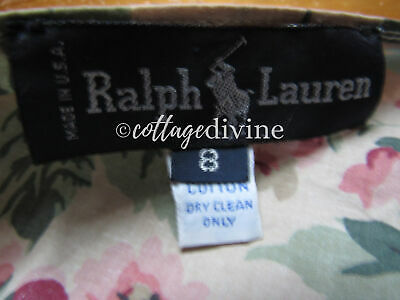 MADE IN U.S.A.
Ralph Lauren
©cottagedivine
8
COTTON
DRY CLEAN
ONLY